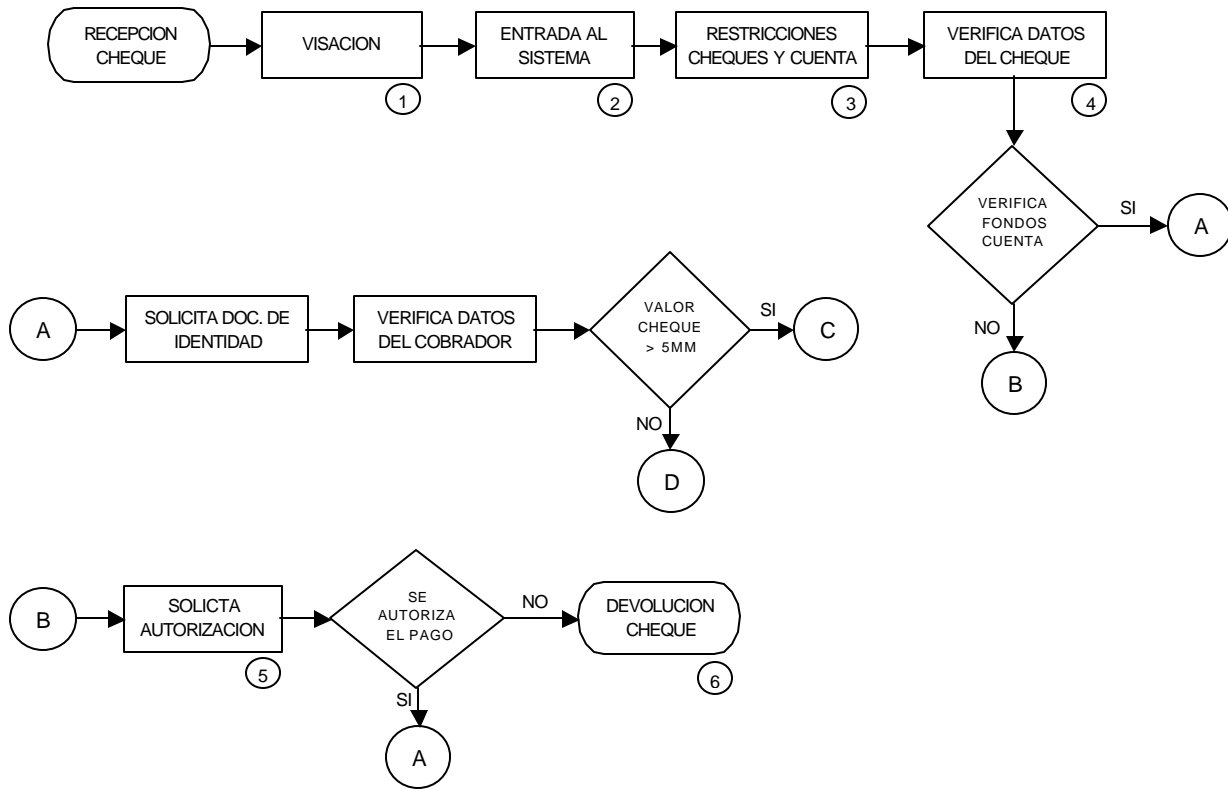 RECEPCION
CHEQUE
VISACION
1
ENTRADA AL
SISTEMA
2
RESTRICCIONES
CHEQUES Y CUENTA
3
VERIFICA DATOS
DEL CHEQUE
4
VERIFICA
FONDOS
CUENTA
SI
A
NO
B
A
SOLICITA DOC. DE
IDENTIDAD
VERIFICA DATOS
DEL COBRADOR
VALOR
CHEQUE
> 5MM
SI
C
NO
D
B
SOLICTA
AUTORIZACION
5
SE
AUTORIZA
EL PAGO
NO
DEVOLUCION
CHEQUE
6
SI
A